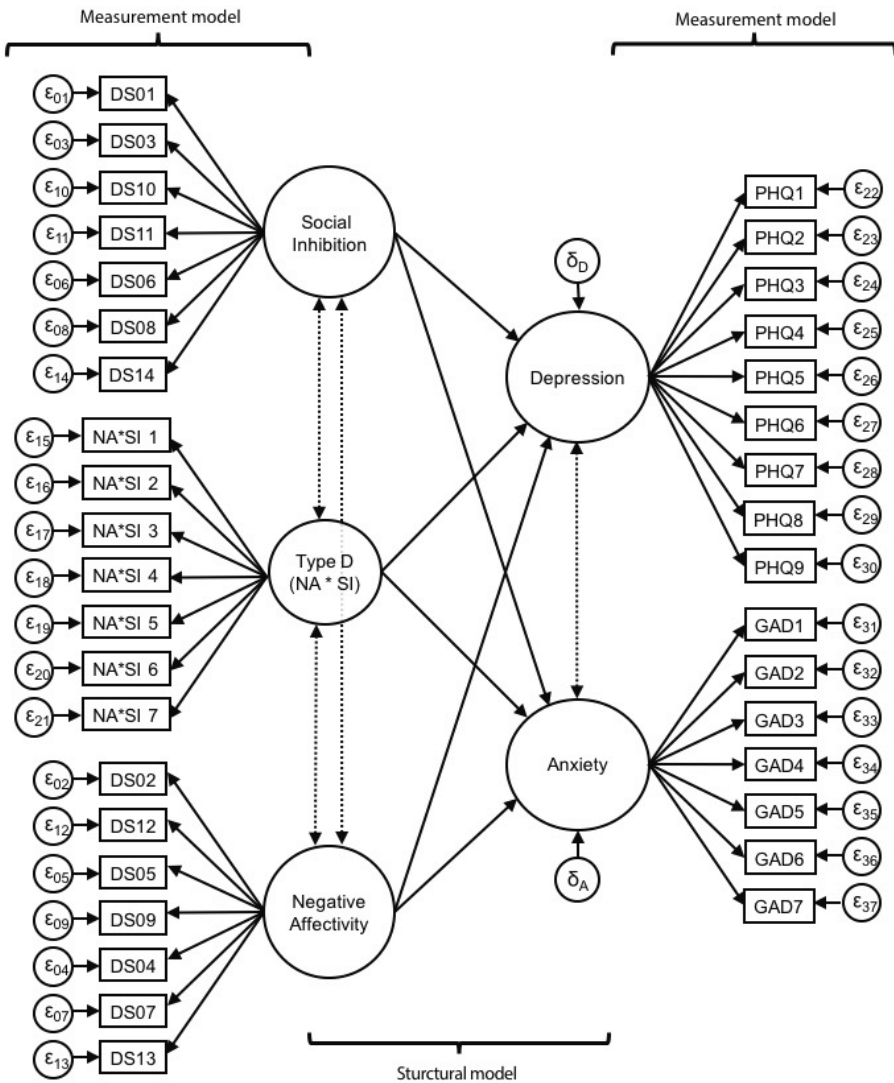 Measurement model
Measurement model
ε01 DS01
ε03 DS03
ε10 DS10
ε11 DS11
ε06 DS06
ε08 DS08
ε14 DS14
Social
Inhibition
ε15 NA*SI 1
ε16 NA*SI 2
ε17 NA*SI 3
ε18 NA*SI 4
ε19 NA*SI 5
ε20 NA*SI 6
ε21 NA*SI 7
Type D
(NA * SI)
ε02 DS02
ε12 DS12
ε05 DS05
ε09 DS09
ε04 DS04
ε07 DS07
ε13 DS13
Negative
Affectivity
δD
Depression
Anxiety
δA
PHQ1 ε22
PHQ2 ε23
PHQ3 ε24
PHQ4 ε25
PHQ5 ε26
PHQ6 ε27
PHQ7 ε28
PHQ8 ε29
PHQ9 ε30
GAD1 ε31
GAD2 ε32
GAD3 ε33
GAD4 ε34
GAD5 ε35
GAD6 ε36
GAD7 ε37
Sturctural model